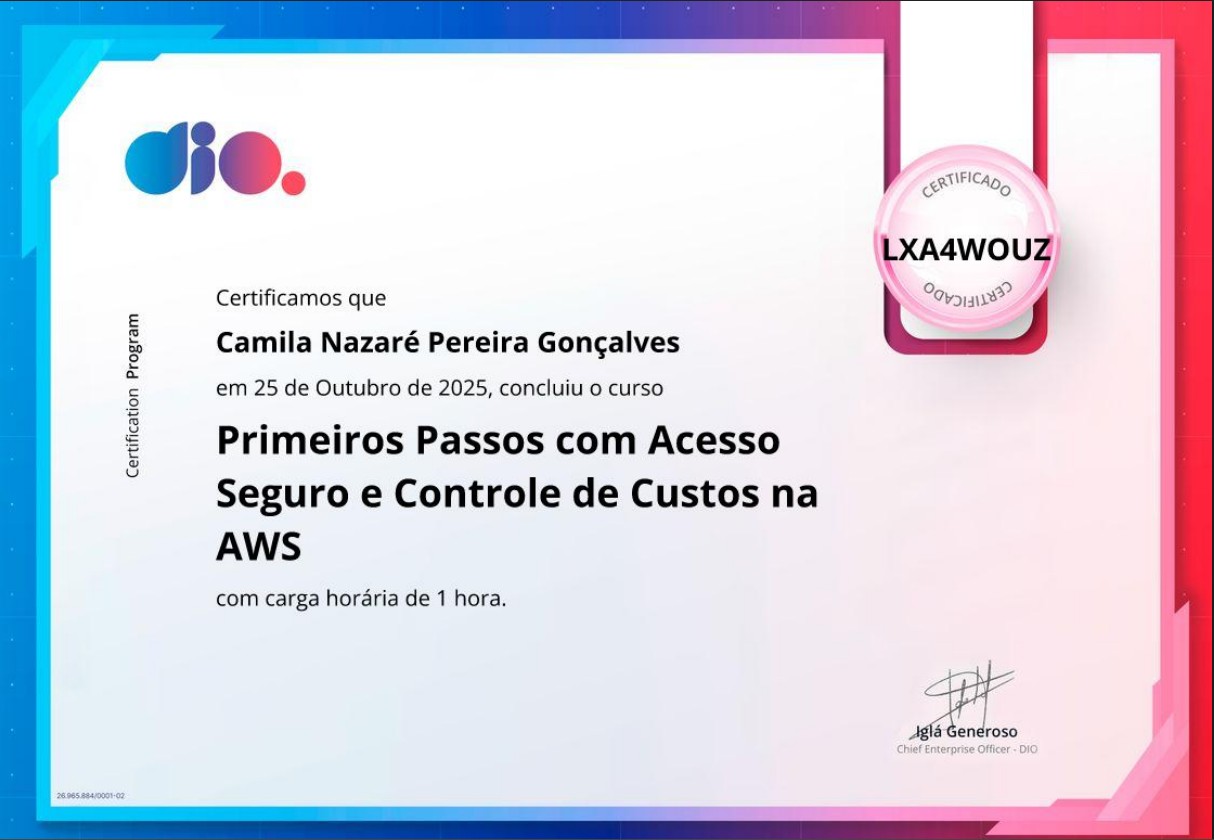 dio.
CERTIFICADO
LXA4WOUZ
CERTIFICADO
Certification Program
Certificamos que
Camila Nazaré Pereira Gonçalves
em 25 de Outubro de 2025, concluiu o curso
Primeiros Passos com Acesso
Seguro e Controle de Custos na
AWS
com carga horária de 1 hora.
Iglá Generoso
Chief Enterprise Officer - DIO
26.965.884/0001-02